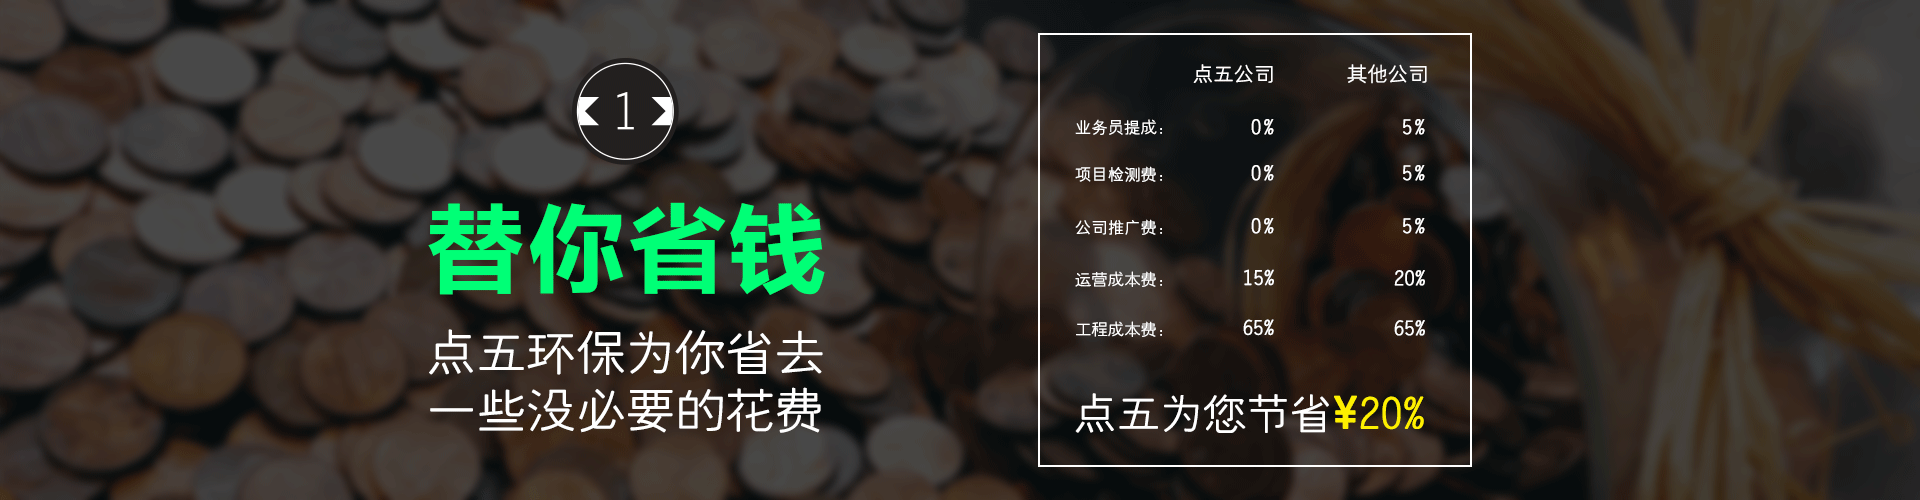 1
替你省钱
点五环保为你省去
一些没必要的花费
点五公司 其他公司
业务员提成： 0% 5%
项目检测费： 0% 5%
公司推广费： 0% 5%
运营成本费： 15% 20%
工程成本费： 65% 65%
点五为您节省¥20%